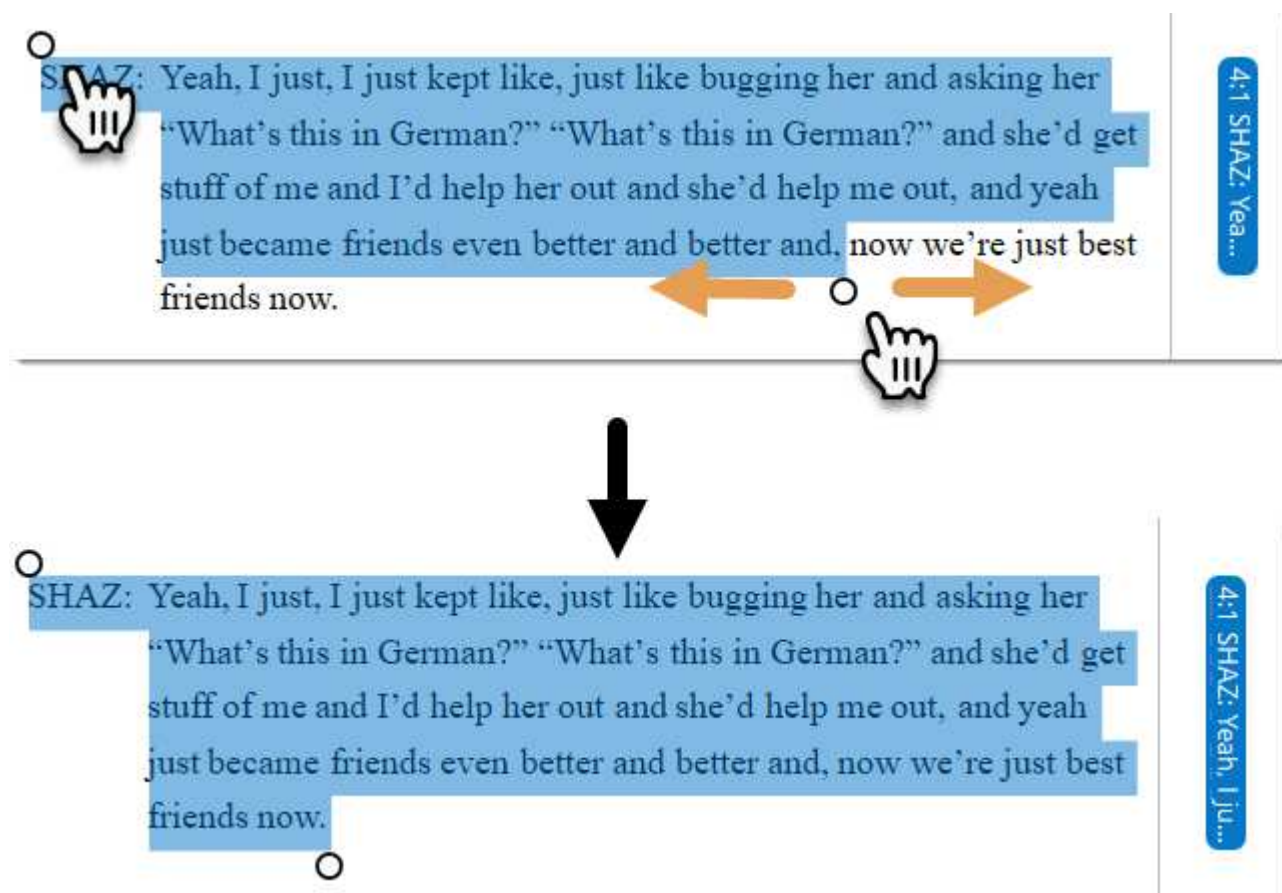 SHAZ: Yeah, I just, I just kept like, just like bugging her and asking her
“What’s this in German?” “What’s this in German?” and she’d get
stuff of me and I’d help her out and she’d help me out, and yeah
just became friends even better and better and, now we’re just best
friends now.
4:1 SHAZ: Yea...
SHAZ: Yeah, I just, I just kept like, just like bugging her and asking her
“What’s this in German?” “What’s this in German?” and she’d get
stuff of me and I’d help her out and she’d help me out, and yeah
just became friends even better and better and, now we’re just best
friends now.
4:1 SHAZ: Yeah, I ju...